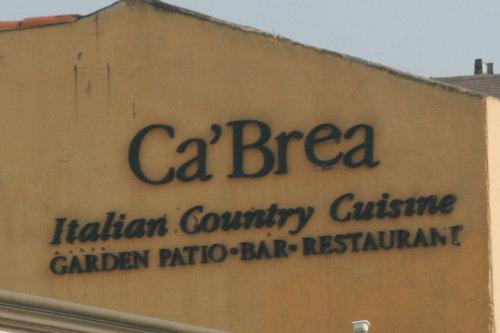 Ca'Brea
Italian Country Cuisine
GARDEN PATIO•BAR•RESTAURANT